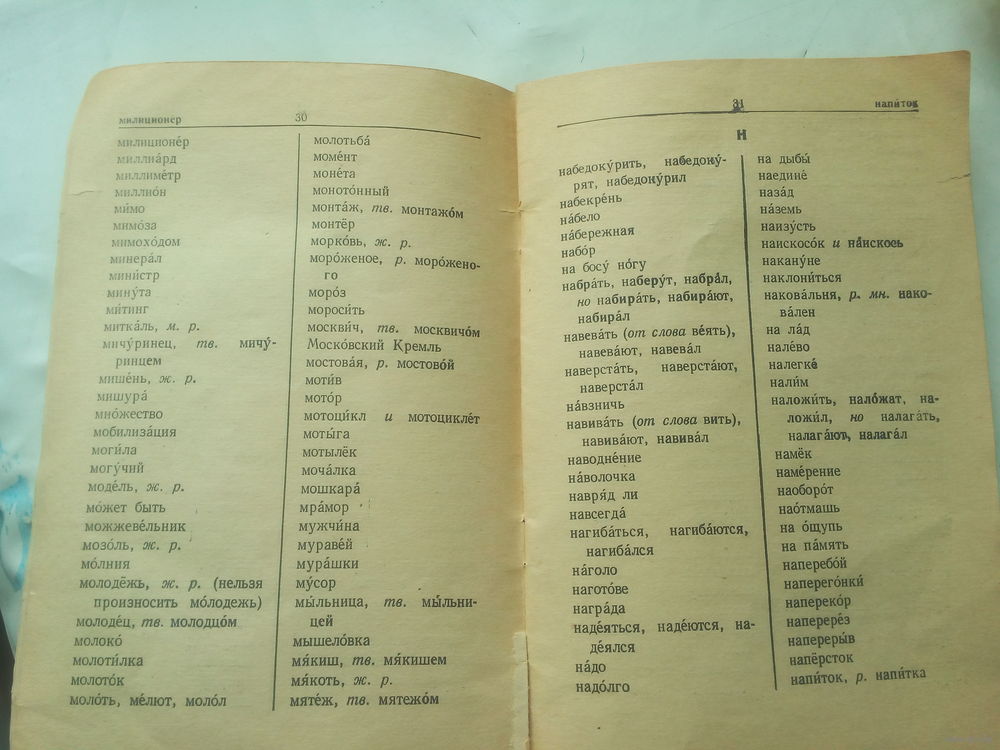 милиционер
30
милиционе́р
миллиа́рд
миллиме́тр
миллио́н
ми́мо
мимо́за
мимохо́дом
минера́л
мини́стр
мину́та
ми́тинг
митка́ль, м. р.
мичу́ринец, тв. мичу́-
ринцем
мише́нь, ж. р.
мишура́
мно́жество
мобилиза́ция
моги́ла
могу́чий
моде́ль, ж. р.
мо́жет быть
можжеве́льник
мозо́ль, ж. р.
мо́лния
молодёжь, ж. р. (нельзя
произносить мо́лодежь)
молоде́ц, тв. молодцо́м
молоко́
молоти́лка
молото́к
моло́ть, ме́лют, моло́л
молотьба́
моме́нт
моне́та
моното́нный
монта́ж, тв. монтажо́м
монтёр
морко́вь, ж. р.
моро́женое, р. моро́жено-
го
моро́з
мороси́ть
москви́ч, тв. москвичо́м
Моско́вский Кремль
мостова́я, р. мостово́й
моти́в
мото́р
мотоци́кл и мотоцикле́т
моты́га
мотылёк
моча́лка
мошкара́
мра́мор
мужчи́на
мураве́й
мура́шки
му́сор
мы́льница, тв. мы́льни-
цей
мышело́вка
мя́киш, тв. мя́кишем
мя́коть, ж. р.
мяте́ж, тв. мятежо́м
31
напи́ток
Н
набедоку́рить, набедоку́-
рят, набедоку́рил
набекре́нь
на́бело
на́бережная
набо́р
на босу́ но́гу
набра́ть, наберу́т, набра́л,
но набира́ть, набира́ют,
набира́л
навева́ть (от слова ве́ять),
навева́ют, навева́л
наверста́ть, наверста́ют,
наверста́л
на́взничь
навива́ть (от слова вить),
навива́ют, навива́л
наводне́ние
на́волочка
навря́д ли
навсегда́
нагиба́ться, нагиба́ются,
нагиба́лся
на́голо
нагото́ве
награ́да
наде́яться, наде́ются, на-
де́ялся
на́до
надо́лго
на дыбы́
наедине́
наза́д
на́земь
наизу́сть
наискосо́к и на́искось
накану́не
наклони́ться
накова́льня, р. мн. нако-
ва́лен
на ла́д
нале́во
налегке́
нали́м
наложи́ть, нало́жат, на-
ложи́л, но налага́ть,
налага́ют, налага́л
намёк
наме́рение
наоборо́т
нао́тмашь
на о́щупь
на па́мять
наперебо́й
наперего́нки́
напереко́р
наперере́з
напереры́в
напёрсток
напи́ток, р. напи́тка